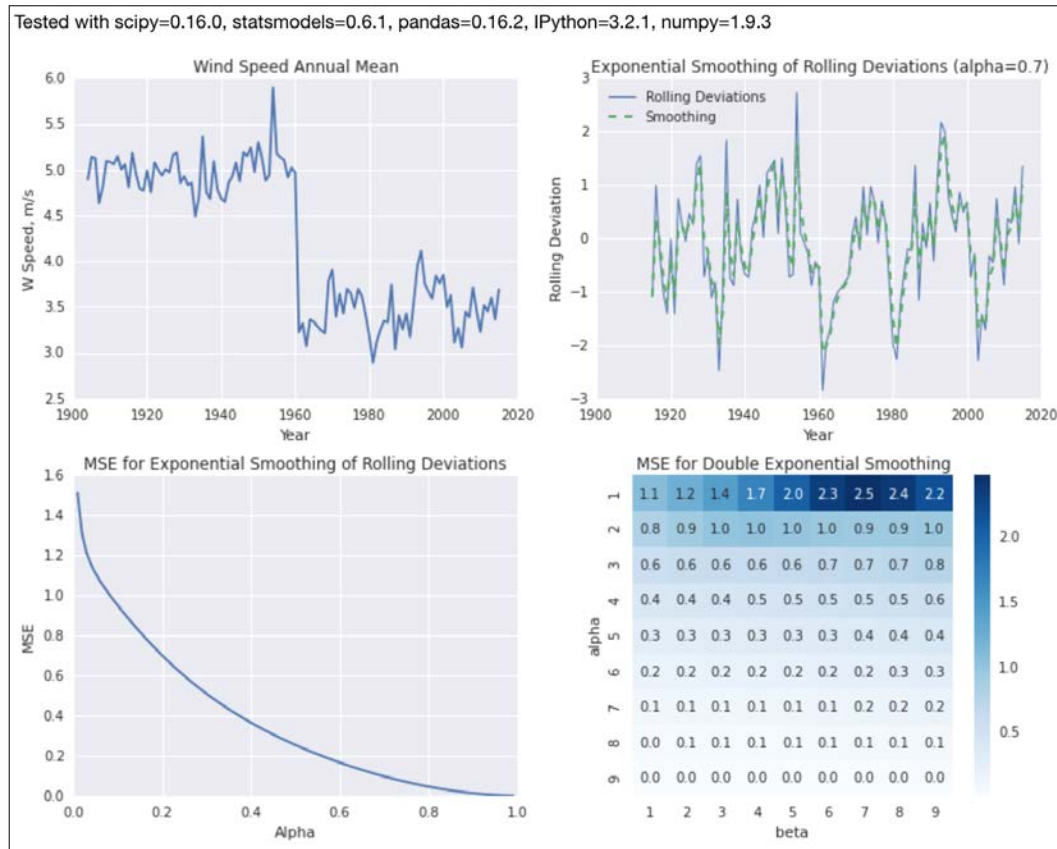 Tested with scipy=0.16.0, statsmodels=0.6.1, pandas=0.16.2, IPython=3.2.1, numpy=1.9.3
Wind Speed Annual Mean
6.0
5.5
5.0
4.5
4.0
3.5
3.0
2.5
W Speed, m/s
1900 1920 1940 1960 1980 2000 2020
Year
Exponential Smoothing of Rolling Deviations (alpha=0.7)
Rolling Deviations
Smoothing
3
2
1
0
−1
−2
−3
Rolling Deviation
1900 1920 1940 1960 1980 2000 2020
Year
MSE for Exponential Smoothing of Rolling Deviations
1.6
1.4
1.2
1.0
0.8
0.6
0.4
0.2
0.0
MSE
0.0 0.2 0.4 0.6 0.8 1.0
Alpha
MSE for Double Exponential Smoothing
1 1.1 1.2 1.4 1.7 2.0 2.3 2.5 2.4 2.2
2 0.8 0.9 1.0 1.0 1.0 1.0 0.9 0.9 1.0
3 0.6 0.6 0.6 0.6 0.6 0.7 0.7 0.7 0.8
4 0.4 0.4 0.4 0.5 0.5 0.5 0.5 0.5 0.6
5 0.3 0.3 0.3 0.3 0.3 0.3 0.4 0.4 0.4
6 0.2 0.2 0.2 0.2 0.2 0.2 0.2 0.3 0.3
7 0.1 0.1 0.1 0.1 0.1 0.1 0.2 0.2 0.2
8 0.0 0.1 0.1 0.1 0.1 0.1 0.1 0.1 0.1
9 0.0 0.0 0.0 0.0 0.0 0.0 0.0 0.0 0.0
alpha
1 2 3 4 5 6 7 8 9
beta
2.0
1.5
1.0
0.5